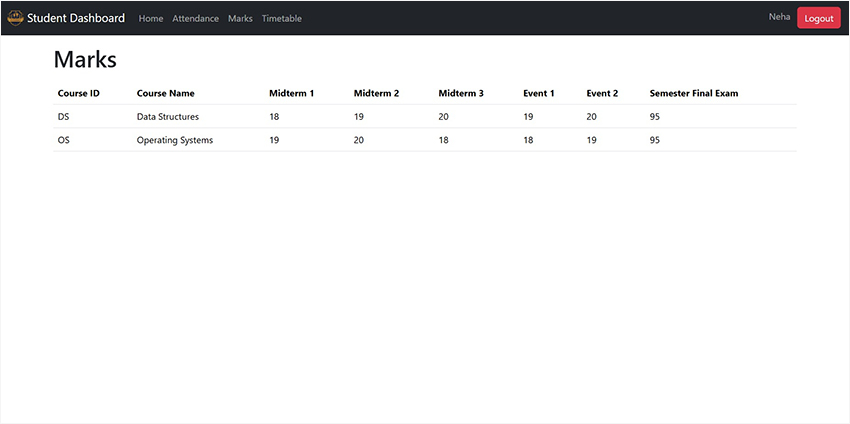 Student Dashboard Home Attendance Marks Timetable Neha Logout
Marks
Course ID Course Name Midterm 1 Midterm 2 Midterm 3 Event 1 Event 2 Semester Final Exam
DS Data Structures 18 19 20 19 20 95
OS Operating Systems 19 20 18 18 19 95